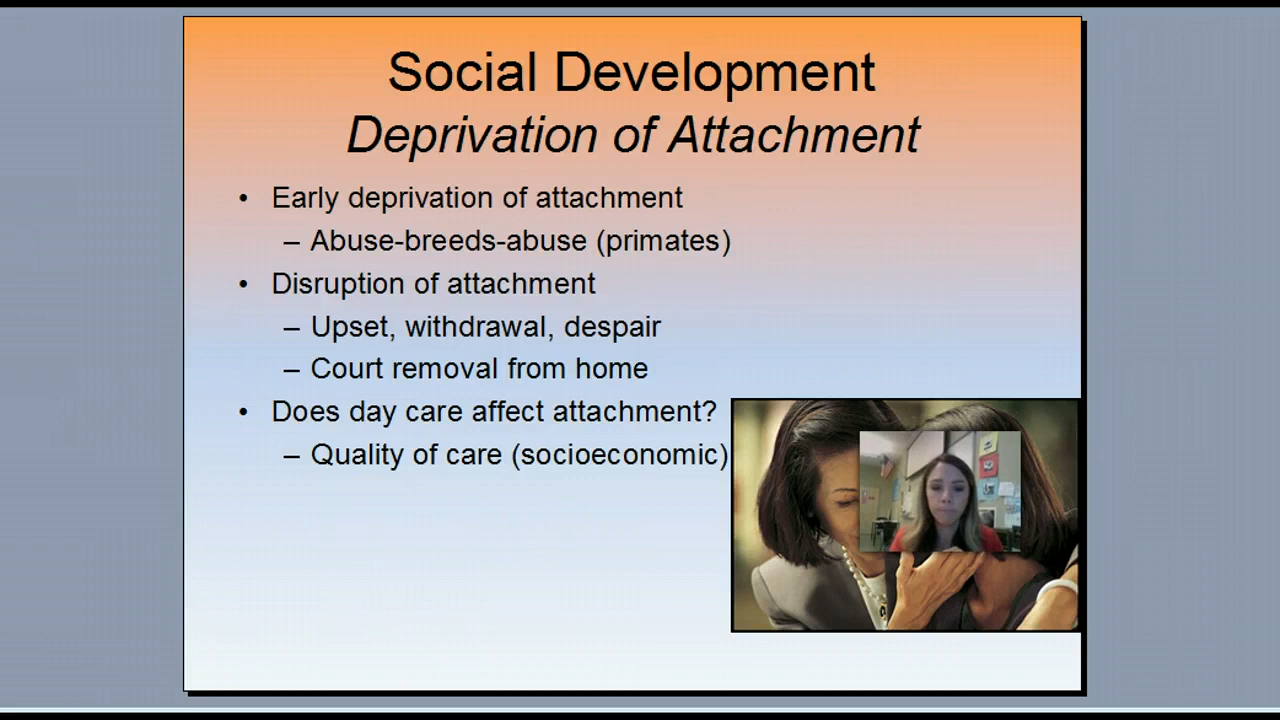 Social Development
Deprivation of Attachment
• Early deprivation of attachment
– Abuse-breeds-abuse (primates)
• Disruption of attachment
– Upset, withdrawal, despair
– Court removal from home
• Does day care affect attachment?
– Quality of care (socioeconomic)